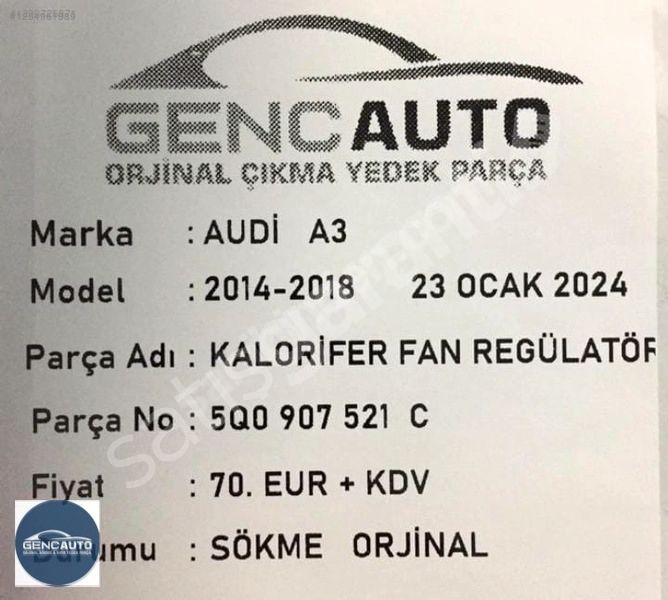 GENCAUTO
ORJİNAL ÇIKMA YEDEK PARÇA
Marka : AUDİ A3
Model : 2014-2018 23 OCAK 2024
Parça Adı : KALORİFER FAN REGÜLATÖR
Parça No : 5Q0 907 521 C
Fiyat : 70. EUR + KDV
GENCAUTO
: SÖKME ORJİNAL